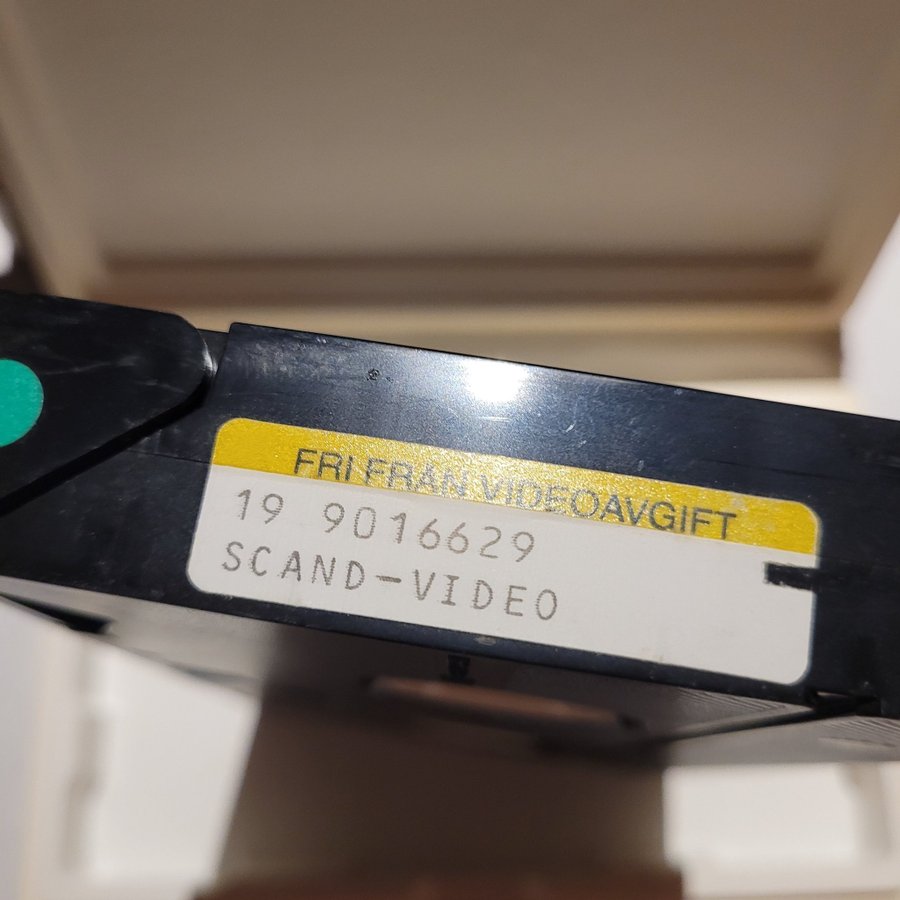 FRI FRÅN VIDEOAVGIFT
19 9016629
SCAND-VIDEO